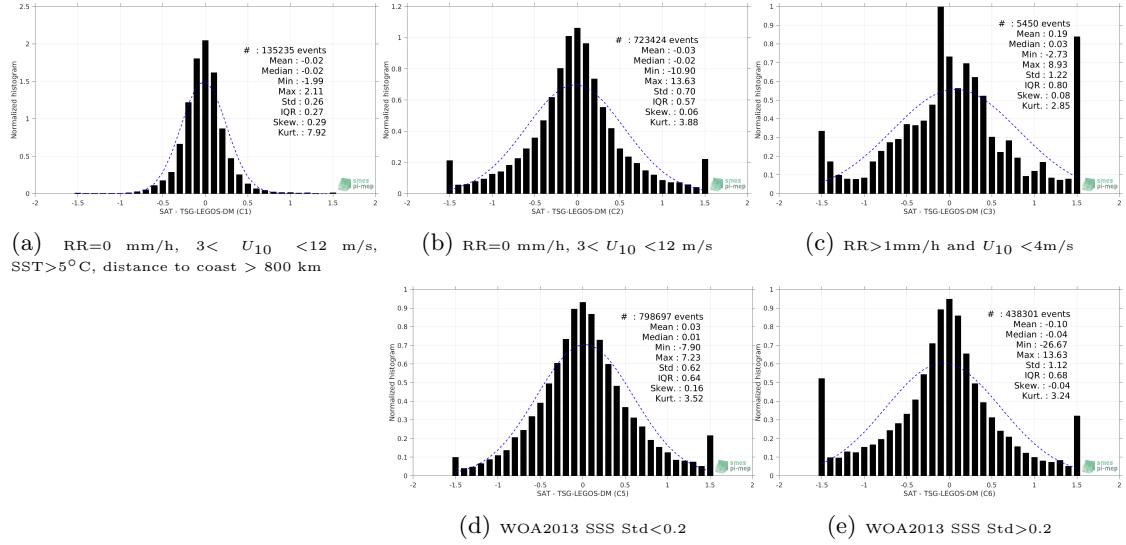 Normalized histogram
2.5
2
1.5
1
0.5
0
-2 -1.5 -1 -0.5 0 0.5 1 1.5 2
SAT - TSG-LEGOS-DM (C1)
# : 135235 events
Mean : -0.02
Median : -0.02
Min : -1.99
Max : 2.11
Std : 0.26
IQR : 0.27
Skew. : 0.29
Kurt. : 7.92
smos
pi-mep
(a) RR=0 mm/h, 3< U10 <12 m/s,
SST>5°C, distance to coast > 800 km
Normalized histogram
1.2
1
0.8
0.6
0.4
0.2
0
-2 -1.5 -1 -0.5 0 0.5 1 1.5 2
SAT - TSG-LEGOS-DM (C2)
# : 723424 events
Mean : -0.03
Median : -0.02
Min : -10.90
Max : 13.63
Std : 0.70
IQR : 0.57
Skew. : 0.06
Kurt. : 3.88
smos
pi-mep
(b) RR=0 mm/h, 3< U10 <12 m/s
Normalized histogram
1
0.9
0.8
0.7
0.6
0.5
0.4
0.3
0.2
0.1
0
-2 -1.5 -1 -0.5 0 0.5 1 1.5 2
SAT - TSG-LEGOS-DM (C3)
# : 5450 events
Mean : 0.19
Median : 0.03
Min : -2.73
Max : 8.93
Std : 1.22
IQR : 0.80
Skew. : 0.08
Kurt. : 2.85
smos
pi-mep
(c) RR>1mm/h and U10 <4m/s
Normalized histogram
1
0.9
0.8
0.7
0.6
0.5
0.4
0.3
0.2
0.1
0
-2 -1.5 -1 -0.5 0 0.5 1 1.5 2
SAT - TSG-LEGOS-DM (C5)
# : 798697 events
Mean : 0.03
Median : 0.01
Min : -7.90
Max : 7.23
Std : 0.62
IQR : 0.64
Skew. : 0.16
Kurt. : 3.52
smos
pi-mep
(d) WOA2013 SSS Std<0.2
Normalized histogram
1
0.9
0.8
0.7
0.6
0.5
0.4
0.3
0.2
0.1
0
-2 -1.5 -1 -0.5 0 0.5 1 1.5 2
SAT - TSG-LEGOS-DM (C6)
# : 438301 events
Mean : -0.10
Median : -0.04
Min : -26.67
Max : 13.63
Std : 1.12
IQR : 0.68
Skew. : -0.04
Kurt. : 3.24
smos
pi-mep
(e) WOA2013 SSS Std>0.2